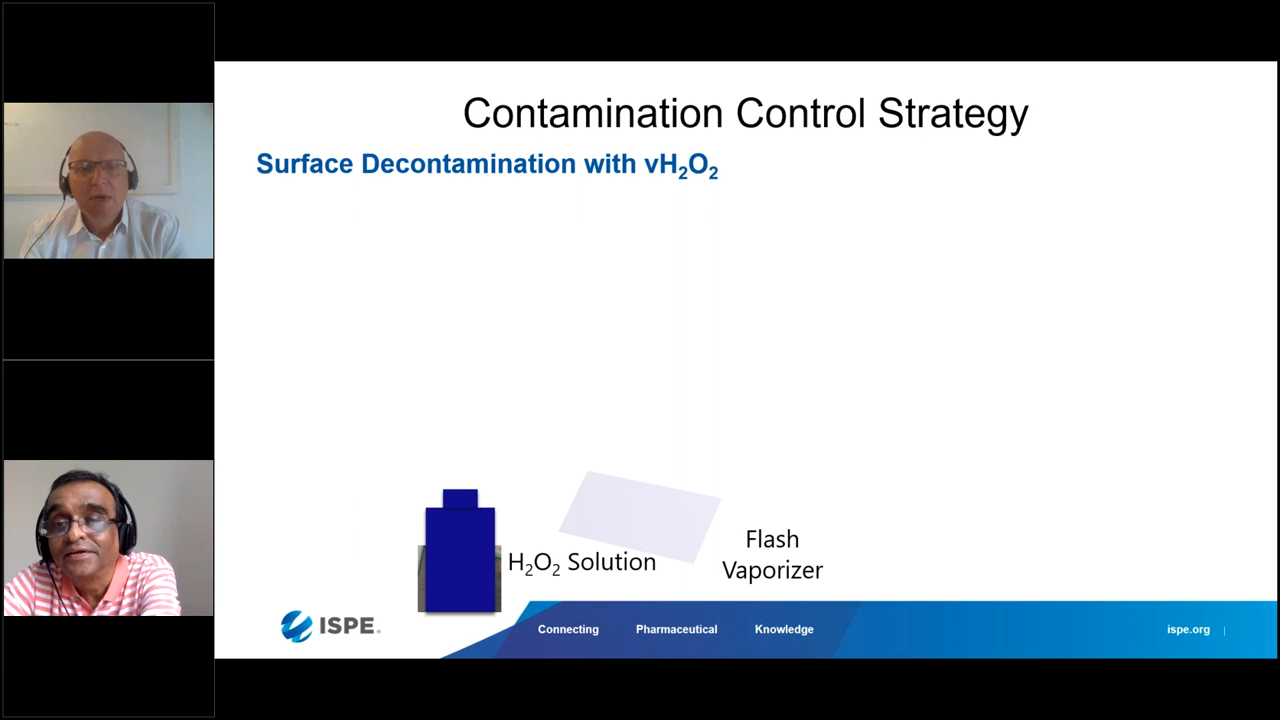 Contamination Control Strategy
Surface Decontamination with vH₂O₂
H₂O₂ Solution
Flash
Vaporizer
ISPE®
Connecting Pharmaceutical Knowledge
ispe.org |